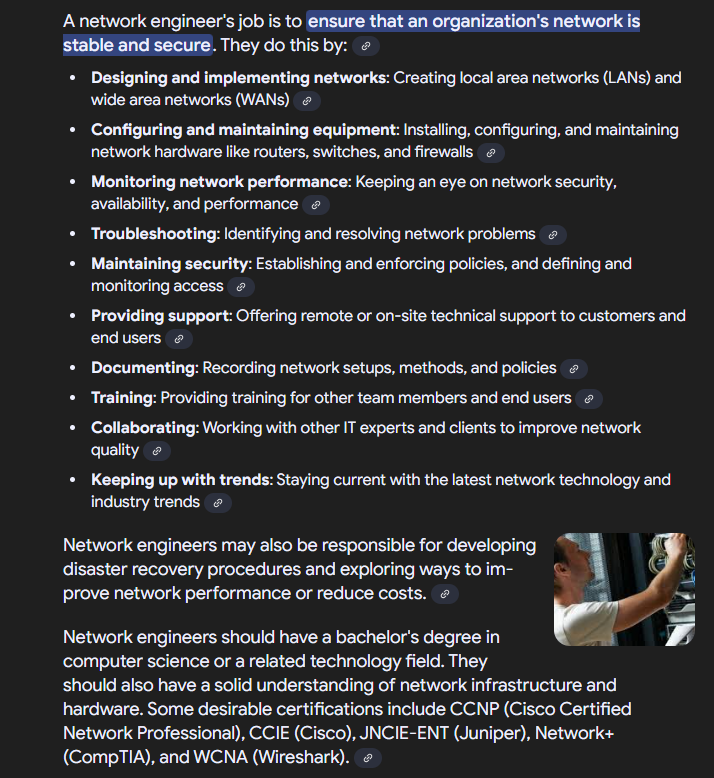 A network engineer's job is to ensure that an organization's network is
stable and secure. They do this by:
• Designing and implementing networks: Creating local area networks (LANs) and
wide area networks (WANs)
• Configuring and maintaining equipment: Installing, configuring, and maintaining
network hardware like routers, switches, and firewalls
• Monitoring network performance: Keeping an eye on network security,
availability, and performance
• Troubleshooting: Identifying and resolving network problems
• Maintaining security: Establishing and enforcing policies, and defining and
monitoring access
• Providing support: Offering remote or on-site technical support to customers and
end users
• Documenting: Recording network setups, methods, and policies
• Training: Providing training for other team members and end users
• Collaborating: Working with other IT experts and clients to improve network
quality
• Keeping up with trends: Staying current with the latest network technology and
industry trends
Network engineers may also be responsible for developing
disaster recovery procedures and exploring ways to im-
prove network performance or reduce costs.
Network engineers should have a bachelor's degree in
computer science or a related technology field. They
should also have a solid understanding of network infrastructure and
hardware. Some desirable certifications include CCNP (Cisco Certified
Network Professional), CCIE (Cisco), JNCIE-ENT (Juniper), Network+
(CompTIA), and WCNA (Wireshark).